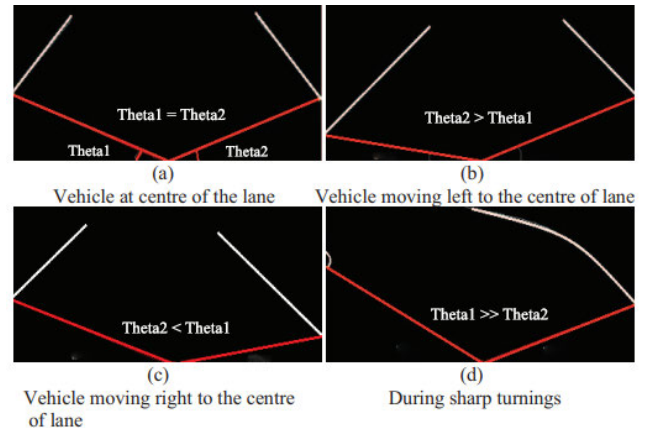 Theta1 = Theta2
Theta1
Theta2
(a)
Vehicle at centre of the lane
Theta2 > Theta1
(b)
Vehicle moving left to the centre of lane
Theta2 < Theta1
(c)
Vehicle moving right to the centre
of lane
Theta1 >> Theta2
(d)
During sharp turnings